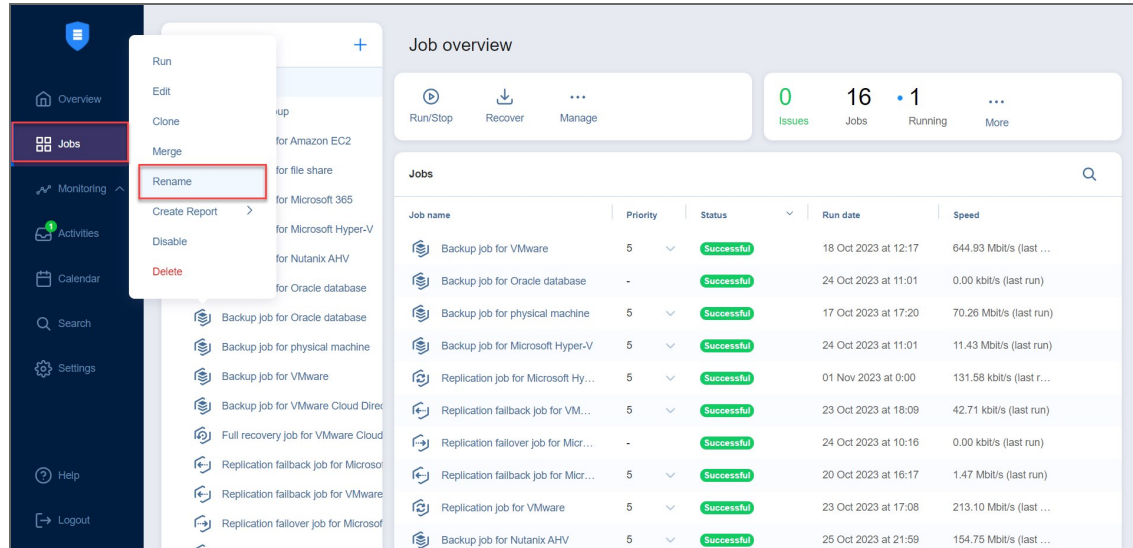 Overview
Jobs
Monitoring
1
Activities
Calendar
Search
Settings
Help
Logout
Run
Edit
Clone
Merge
Rename
Create Report
Disable
Delete
+
for Amazon EC2
for file share
for Microsoft 365
for Microsoft Hyper-V
for Nutanix AHV
for Oracle database
Backup job for Oracle database
Backup job for physical machine
Backup job for VMware
Backup job for VMware Cloud
Full recovery job for VMware Cloud
Replication failback job for
Replication failback job for VMware
Replication failover job for
Job overview
Run/Stop Recover ... Manage
0 Issues 16 Jobs 1 Running ... More
Jobs
Job name Priority Status Run date Speed
Backup job for VMware 5 Successful 18 Oct 2023 at 12:17 644.93 Mbit/s (last ...
Backup job for Oracle database - Successful 24 Oct 2023 at 11:01 0.00 kbit/s (last run)
Backup job for physical machine 5 Successful 17 Oct 2023 at 17:20 70.26 Mbit/s (last run)
Backup job for Microsoft Hyper-V 5 Successful 24 Oct 2023 at 11:01 11.43 Mbit/s (last run)
Replication job for Microsoft Hy... 5 Successful 01 Nov 2023 at 0:00 131.58 kbit/s (last r...
Replication failback job for VM... 5 Successful 23 Oct 2023 at 18:09 42.71 kbit/s (last run)
Replication failover job for Micr... - Successful 24 Oct 2023 at 10:16 0.00 kbit/s (last run)
Replication failback job for Micr... 5 Successful 20 Oct 2023 at 16:17 1.47 Mbit/s (last run)
Replication job for VMware 5 Successful 23 Oct 2023 at 17:08 213.10 Mbit/s (last ...
Backup job for Nutanix AHV 5 Successful 25 Oct 2023 at 21:59 154.75 Mbit/s (last ...